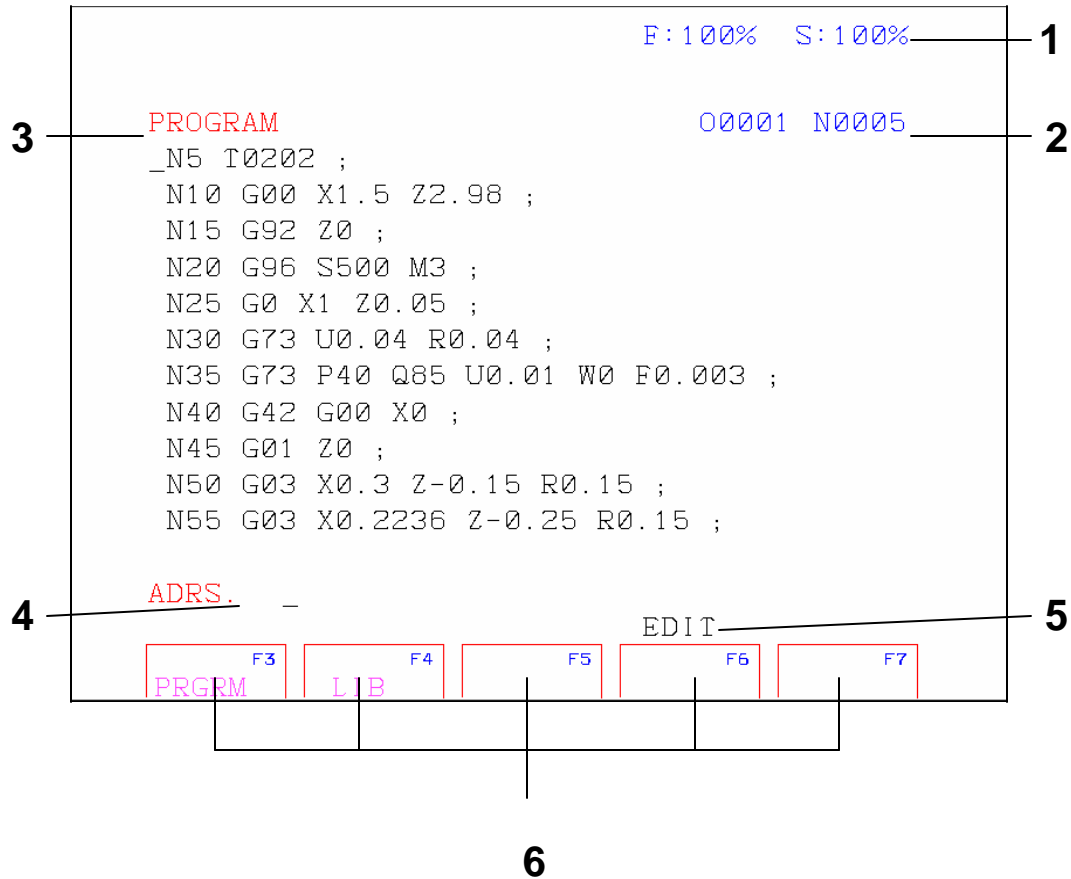 F:100% S:100% 1
3 PROGRAM O0001 N0005 2
_N5 T0202 ;
N10 G00 X1.5 Z2.98 ;
N15 G92 Z0 ;
N20 G96 S500 M3 ;
N25 G0 X1 Z0.05 ;
N30 G73 U0.04 R0.04 ;
N35 G73 P40 Q85 U0.01 W0 F0.003 ;
N40 G42 G00 X0 ;
N45 G01 Z0 ;
N50 G03 X0.3 Z-0.15 R0.15 ;
N55 G03 X0.2236 Z-0.25 R0.15 ;
4 ADRS. _
EDIT 5
F3 F4 F5 F6 F7
PRGRM LIB
6